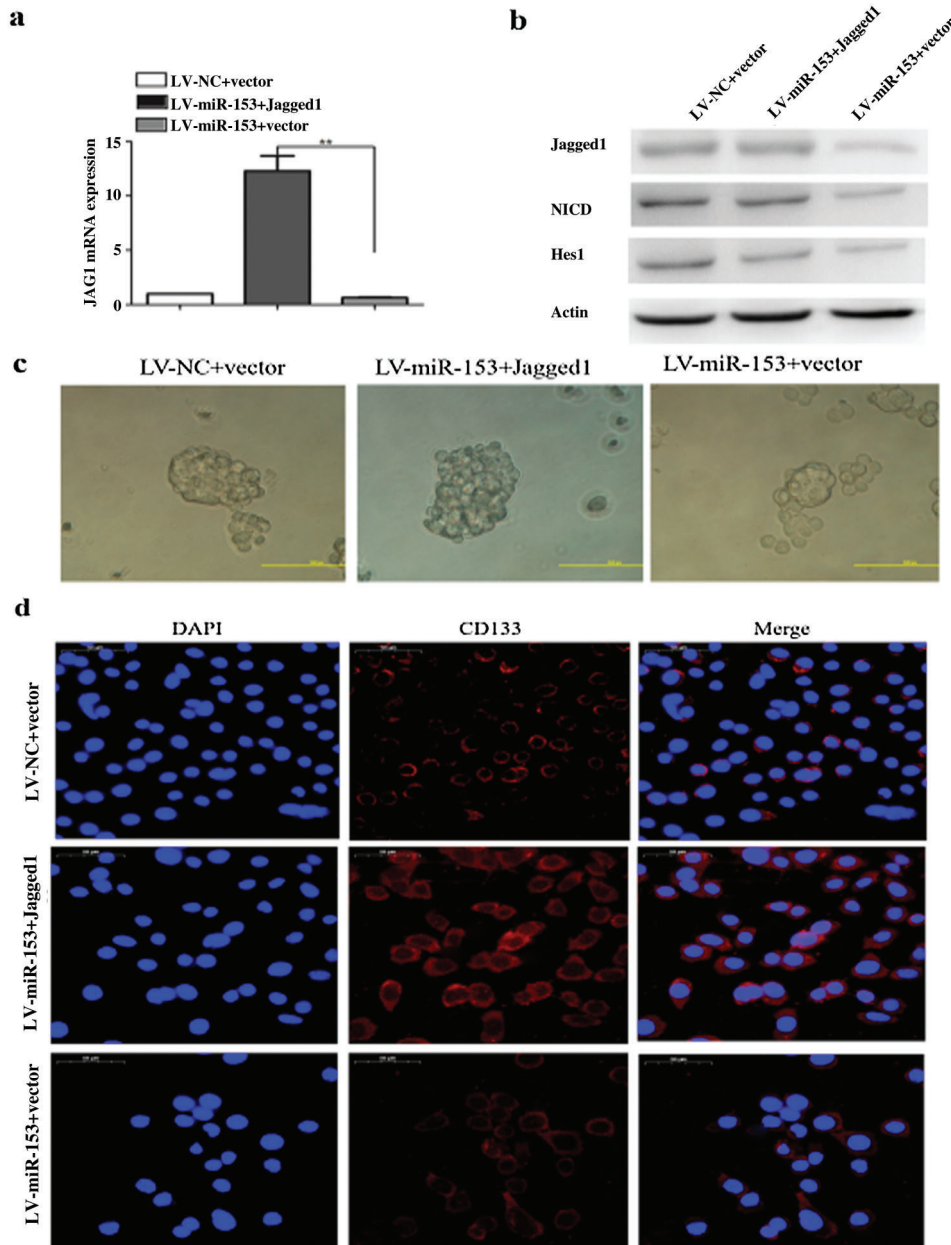 a
LV-NC+vector
LV-miR-153+Jagged1
LV-miR-153+vector
**
JAG1 mRNA expression
15
10
5
0
b
LV-NC+vector
LV-miR-153+Jagged1
LV-miR-153+vector
Jagged1
NICD
Hes1
Actin
c
LV-NC+vector
LV-miR-153+Jagged1
LV-miR-153+vector
d
DAPI
CD133
Merge
LV-NC+vector
LV-miR-153+Jagged1
LV-miR-153+vector